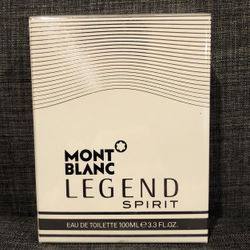 MONT
BLANC
LEGEND
SPIRIT
EAU DE TOILETTE 100ML ℮ 3.3 FL.OZ.